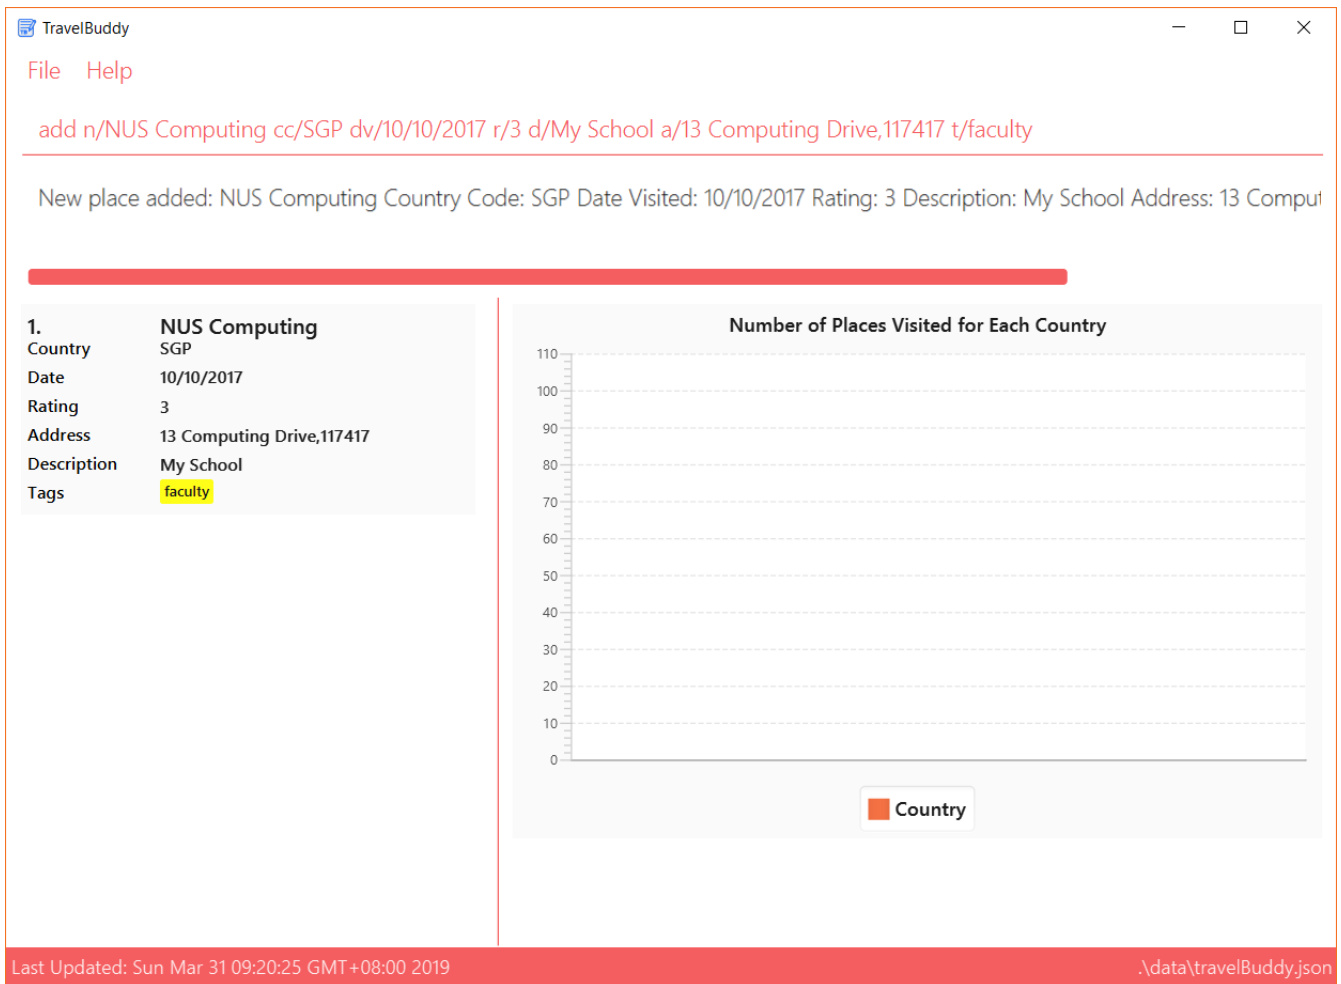 TravelBuddy
File Help
add n/NUS Computing cc/SGP dv/10/10/2017 r/3 d/My School a/13 Computing Drive,117417 t/faculty
New place added: NUS Computing Country Code: SGP Date Visited: 10/10/2017 Rating: 3 Description: My School Address: 13 Comput
1. NUS Computing
Country SGP
Date 10/10/2017
Rating 3
Address 13 Computing Drive,117417
Description My School
Tags faculty
Number of Places Visited for Each Country
110
100
90
80
70
60
50
40
30
20
10
0
Country
Last Updated: Sun Mar 31 09:20:25 GMT+08:00 2019 .\data\travelBuddy.json